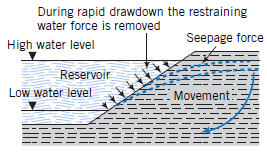 During rapid drawdown the restraining
water force is removed
Seepage force
High water level
Reservoir
Low water level
Movement